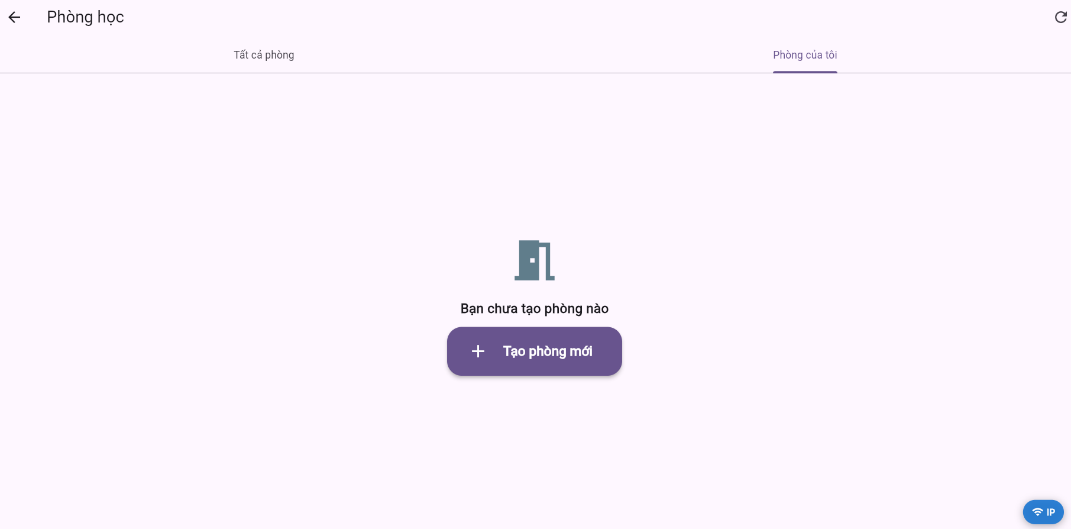 Phòng học
Tất cả phòng
Phòng của tôi
Bạn chưa tạo phòng nào
Tạo phòng mới
IP